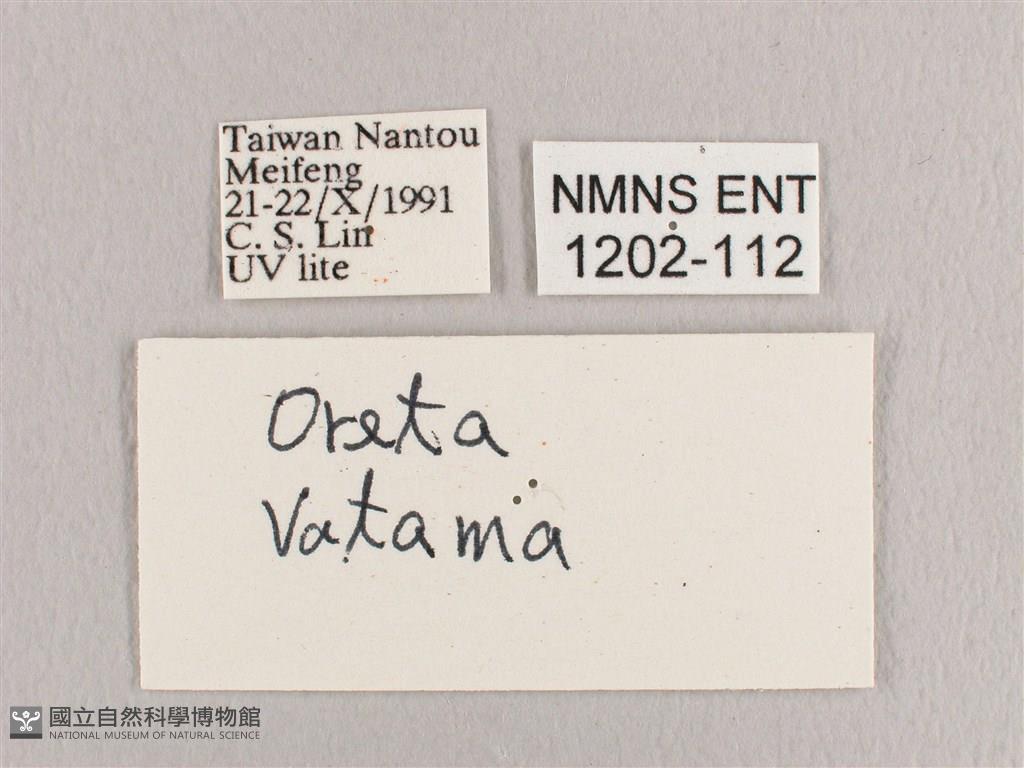 Taiwan Nantou
Meifeng
21-22/X/1991
C. S. Lin
UV lite
NMNS ENT
1202-112
Oreta
Vatama
國立自然科學博物館
NATIONAL MUSEUM OF NATURAL SCIENCE